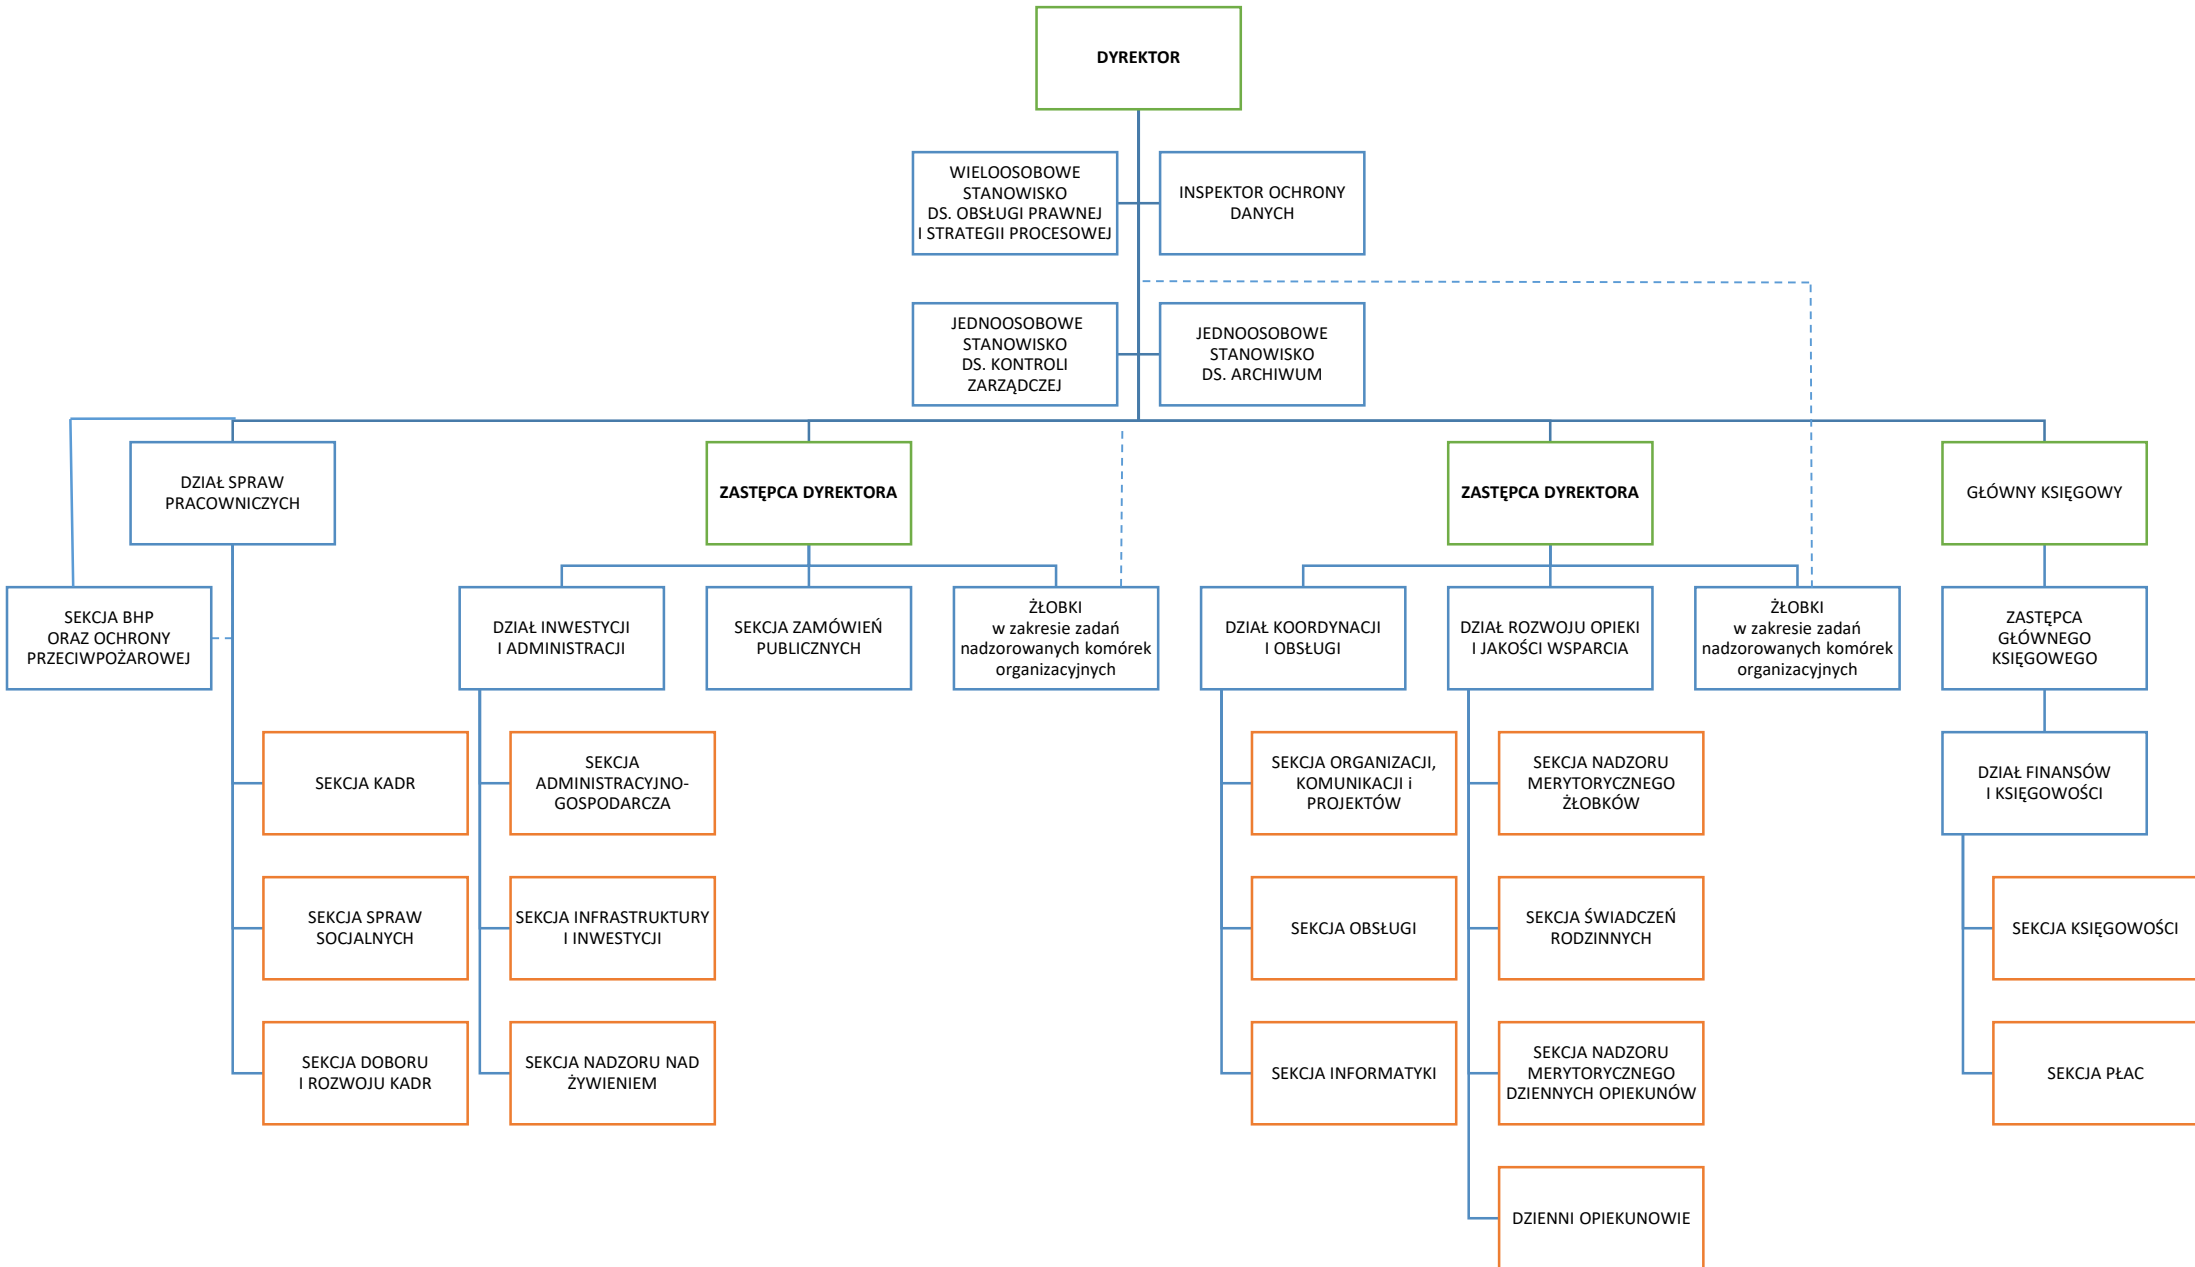 DYREKTOR
WIELOOSOBOWE
STANOWISKO
DS. OBSŁUGI PRAWNEJ
I STRATEGII PROCESOWEJ
INSPEKTOR OCHRONY
DANYCH
JEDNOOSOBOWE
STANOWISKO
DS. KONTROLI
ZARZĄDCZEJ
JEDNOOSOBOWE
STANOWISKO
DS. ARCHIWUM
DZIAŁ SPRAW
PRACOWNICZYCH
ZASTĘPCA DYREKTORA
ZASTĘPCA DYREKTORA
GŁÓWNY KSIĘGOWY
SEKCJA BHP
ORAZ OCHRONY
PRZECIWPOŻAROWEJ
DZIAŁ INWESTYCJI
I ADMINISTRACJI
SEKCJA ZAMÓWIEŃ
PUBLICZNYCH
ŻŁOBKI
w zakresie zadań
nadzorowanych komórek
organizacyjnych
DZIAŁ KOORDYNACJI
I OBSŁUGI
DZIAŁ ROZWOJU OPIEKI
I JAKOŚCI WSPARCIA
ŻŁOBKI
w zakresie zadań
nadzorowanych komórek
organizacyjnych
ZASTĘPCA
GŁÓWNEGO
KSIĘGOWEGO
SEKCJA KADR
SEKCJA
ADMINISTRACYJNO-
GOSPODARCZA
SEKCJA ORGANIZACJI,
KOMUNIKACJI i
PROJEKTÓW
SEKCJA NADZORU
MERYTORYCZNEGO
ŻŁOBKÓW
DZIAŁ FINANSÓW
I KSIĘGOWOŚCI
SEKCJA SPRAW
SOCJALNYCH
SEKCJA INFRASTRUKTURY
I INWESTYCJI
SEKCJA OBSŁUGI
SEKCJA ŚWIADCZEŃ
RODZINNYCH
SEKCJA KSIĘGOWOŚCI
SEKCJA DOBORU
I ROZWOJU KADR
SEKCJA NADZORU NAD
ŻYWIENIEM
SEKCJA INFORMATYKI
SEKCJA NADZORU
MERYTORYCZNEGO
DZIENNYCH OPIEKUNÓW
SEKCJA PŁAC
DZIENNI OPIEKUNOWIE